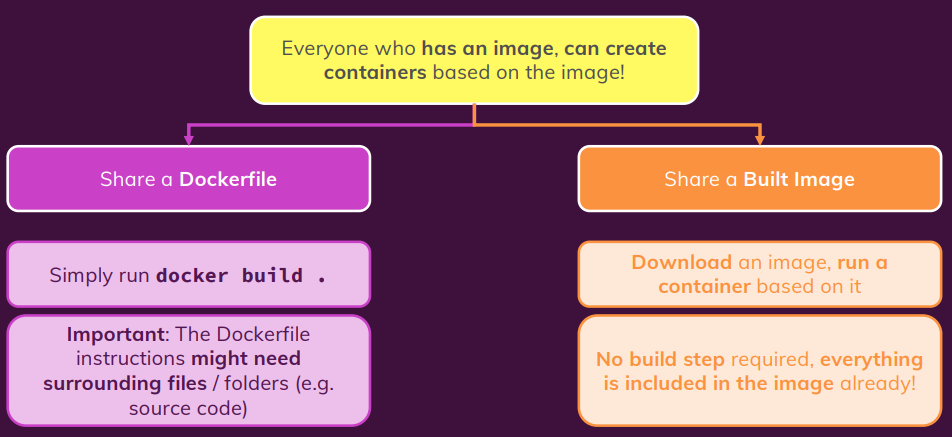 Everyone who has an image, can create
containers based on the image!
Share a Dockerfile
Share a Built Image
Simply run docker build .
Download an image, run a
container based on it
Important: The Dockerfile
instructions might need
surrounding files / folders (e.g.
source code)
No build step required, everything
is included in the image already!